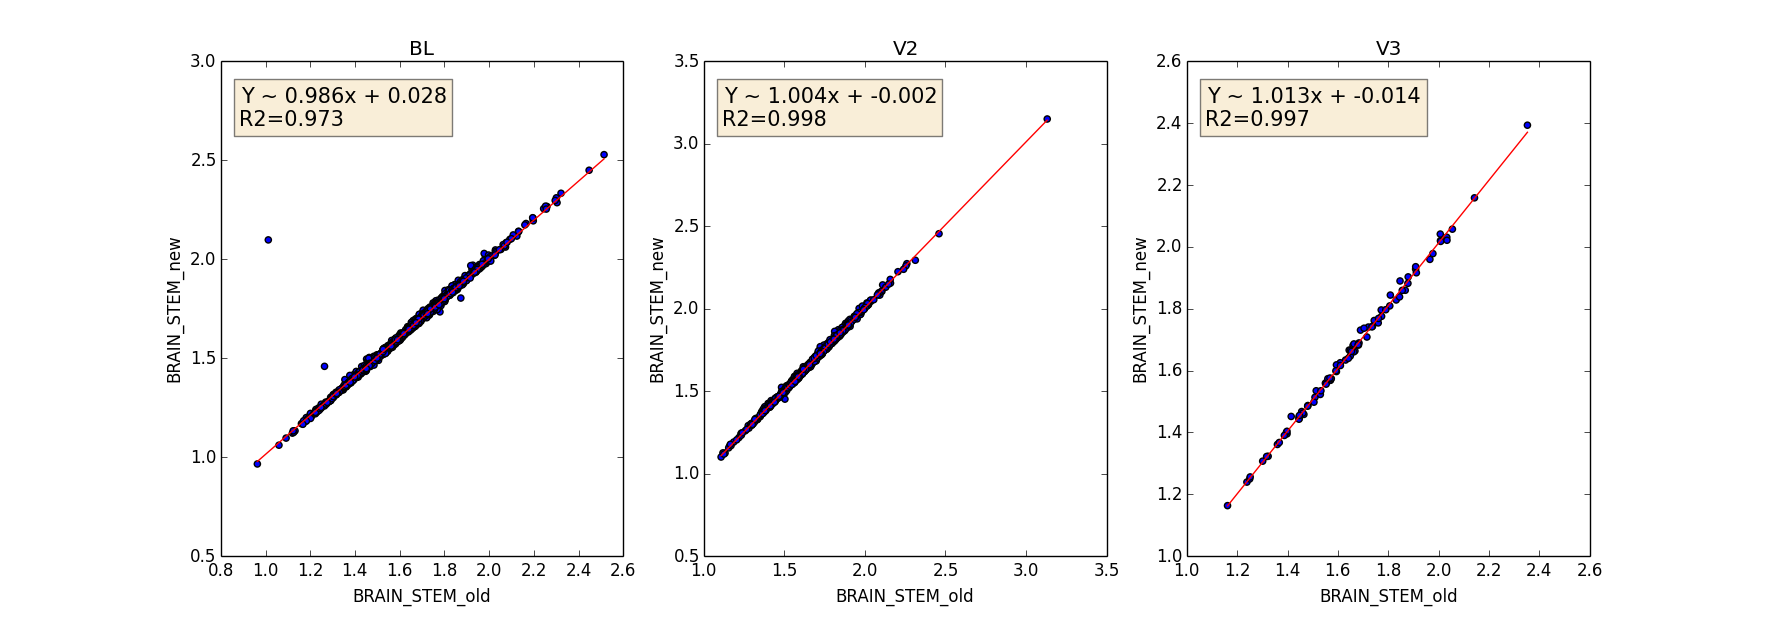 BL
Y ~ 0.986x + 0.028
R2=0.973
3.0
2.5
2.0
1.5
1.0
0.5
0.8 1.0 1.2 1.4 1.6 1.8 2.0 2.2 2.4 2.6
BRAIN_STEM_old
BRAIN_STEM_new
V2
Y ~ 1.004x + -0.002
R2=0.998
3.5
3.0
2.5
2.0
1.5
1.0
0.5
1.0 1.5 2.0 2.5 3.0 3.5
BRAIN_STEM_old
BRAIN_STEM_new
V3
Y ~ 1.013x + -0.014
R2=0.997
2.6
2.4
2.2
2.0
1.8
1.6
1.4
1.2
1.0
1.0 1.2 1.4 1.6 1.8 2.0 2.2 2.4 2.6
BRAIN_STEM_old
BRAIN_STEM_new